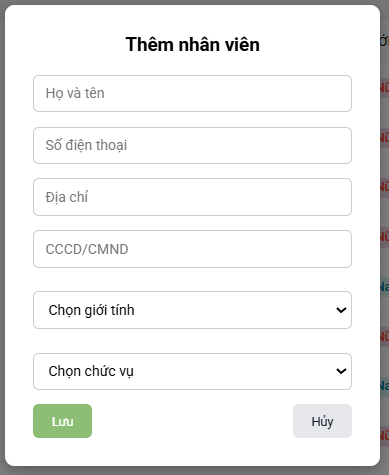 Thêm nhân viên
Họ và tên
Số điện thoại
Địa chỉ
CCCD/CMND
Chọn giới tính
Chọn chức vụ
Lưu
Hủy